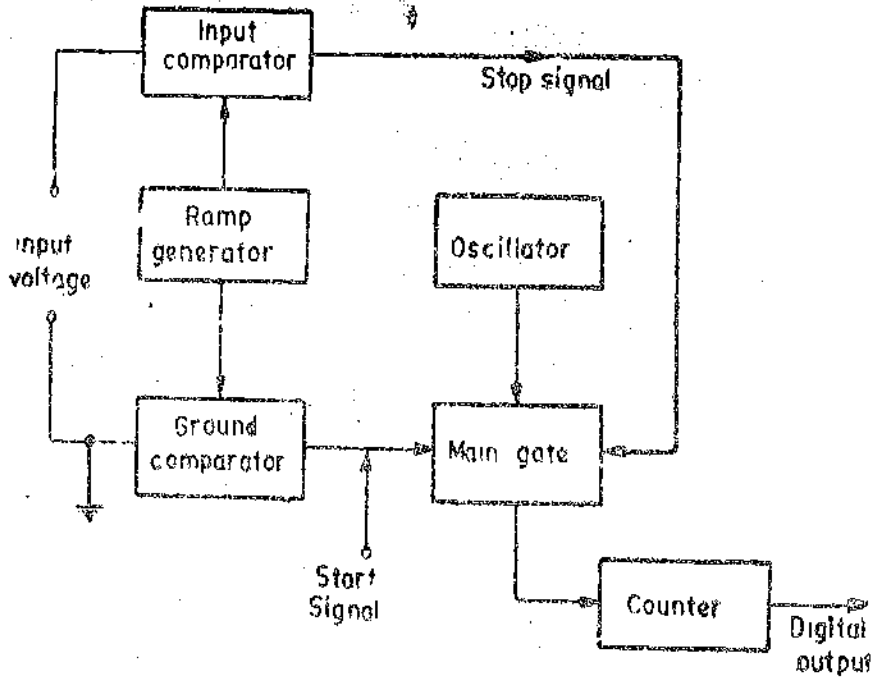 Input
comparator
Stop signal
Ramp
generator
Oscillator
Input
voltage
Ground
comparator
Main gate
Start
Signal
Counter
Digital
output